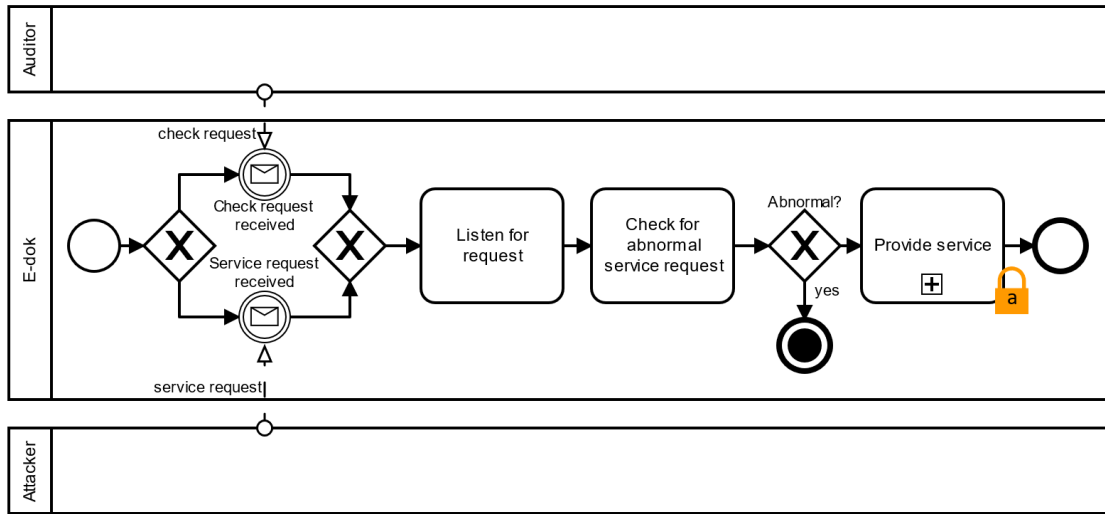 Auditor
check request
Check request
received
E-dok
Service request
received
service request
Listen for
request
Check for
abnormal
service request
Abnormal?
yes
Provide service
a
Attacker